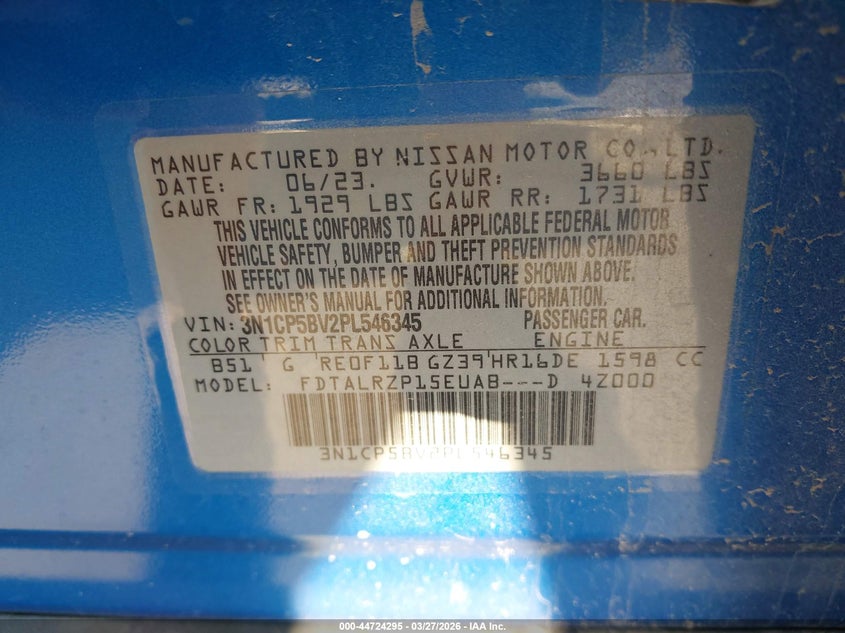 MANUFACTURED BY NISSAN MOTOR CO., LTD.
DATE: 06/23. GVWR: 3660 LBS
GAWR FR: 1929 LBS GAWR RR: 1731 LBS
THIS VEHICLE CONFORMS TO ALL APPLICABLE FEDERAL MOTOR
VEHICLE SAFETY, BUMPER AND THEFT PREVENTION STANDARDS
IN EFFECT ON THE DATE OF MANUFACTURE SHOWN ABOVE.
SEE OWNER'S MANUAL FOR ADDITIONAL INFORMATION.
VIN: 3N1CP5BV2PL546345 PASSENGER CAR.
COLOR TRIM TRANS AXLE ENGINE
B51 G RE0F11B GZ39 HR16DE 1598 CC
MODEL: FDTALRZP15EUAB---D 4Z000
3N1CP5BV2PL546345
000-44724295 — 03/27/2026 — IAA Inc.